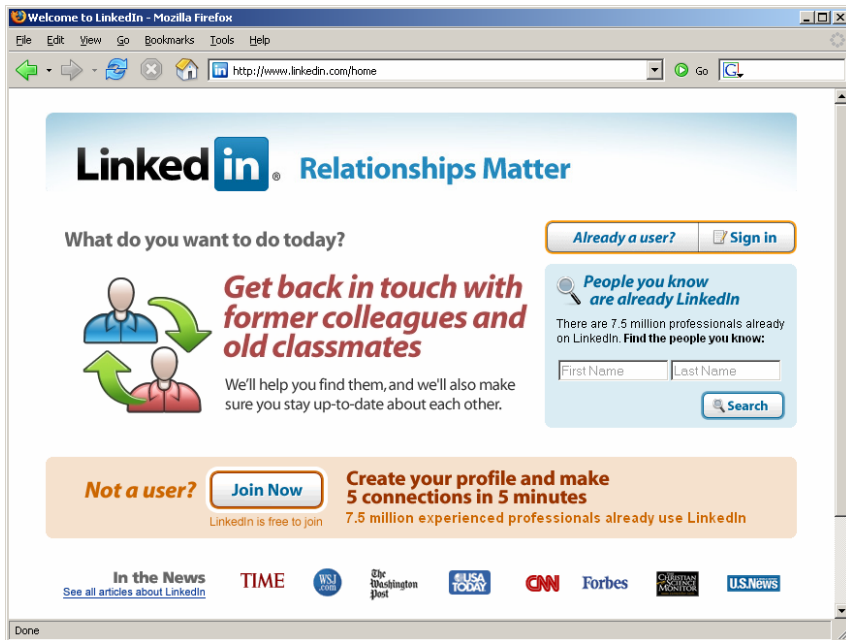 Welcome to LinkedIn - Mozilla Firefox
File Edit View Go Bookmarks Tools Help
http://www.linkedin.com/home
Go
G
Linked in ® Relationships Matter
What do you want to do today?
Already a user? Sign in
Get back in touch with
former colleagues and
old classmates
We'll help you find them, and we'll also make
sure you stay up-to-date about each other.
People you know
are already LinkedIn
There are 7.5 million professionals already
on LinkedIn. Find the people you know:
First Name Last Name
Search
Not a user? Join Now
LinkedIn is free to join
Create your profile and make
5 connections in 5 minutes
7.5 million experienced professionals already use LinkedIn
In the News
See all articles about LinkedIn
TIME
WSJ
.com
The
Washington
Post
USA
TODAY
CNN
Forbes
THE
CHRISTIAN
SCIENCE
MONITOR
U.S.News
Done